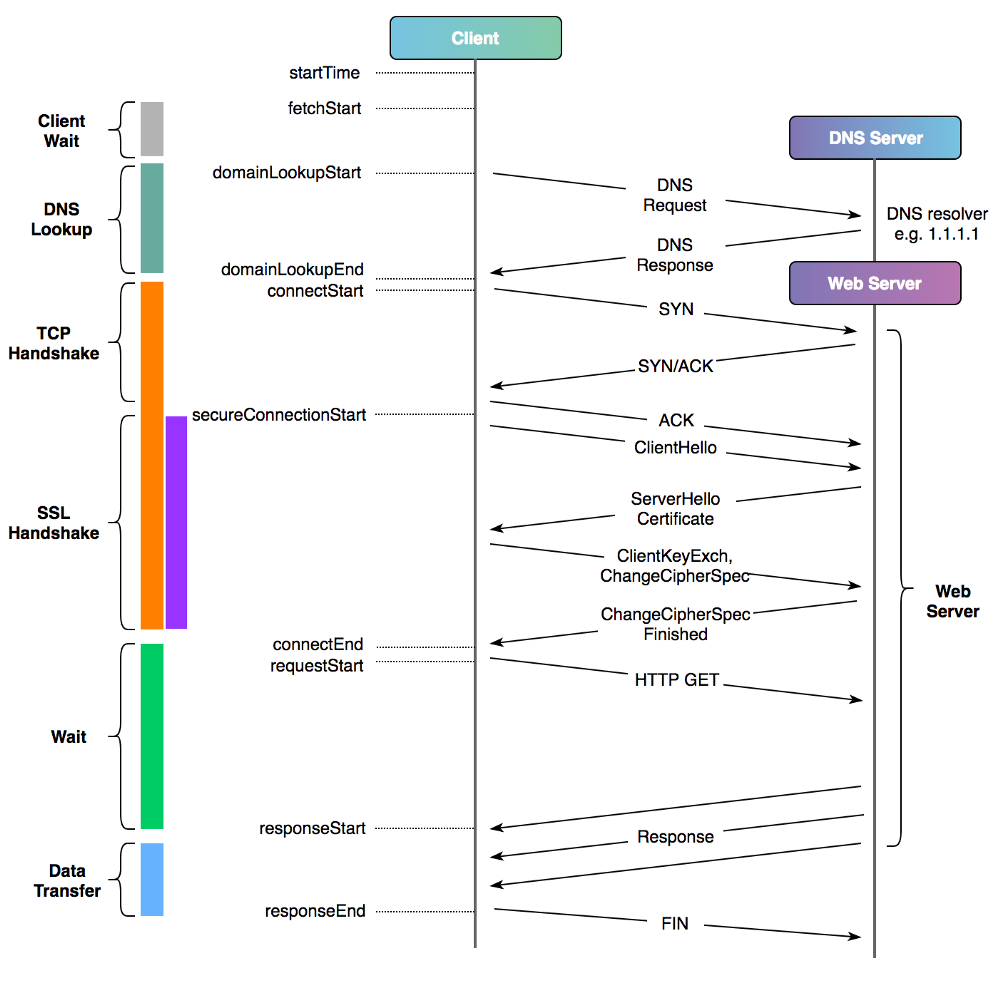 Client
startTime
fetchStart
Client
Wait
DNS Server
domainLookupStart
DNS
Request
DNS
Lookup
DNS resolver
e.g. 1.1.1.1
DNS
Response
domainLookupEnd
connectStart
Web Server
SYN
TCP
Handshake
SYN/ACK
secureConnectionStart
ACK
ClientHello
ServerHello
Certificate
SSL
Handshake
ClientKeyExch,
ChangeCipherSpec
Web
Server
ChangeCipherSpec
Finished
connectEnd
requestStart
HTTP GET
Wait
responseStart
Response
Data
Transfer
responseEnd
FIN